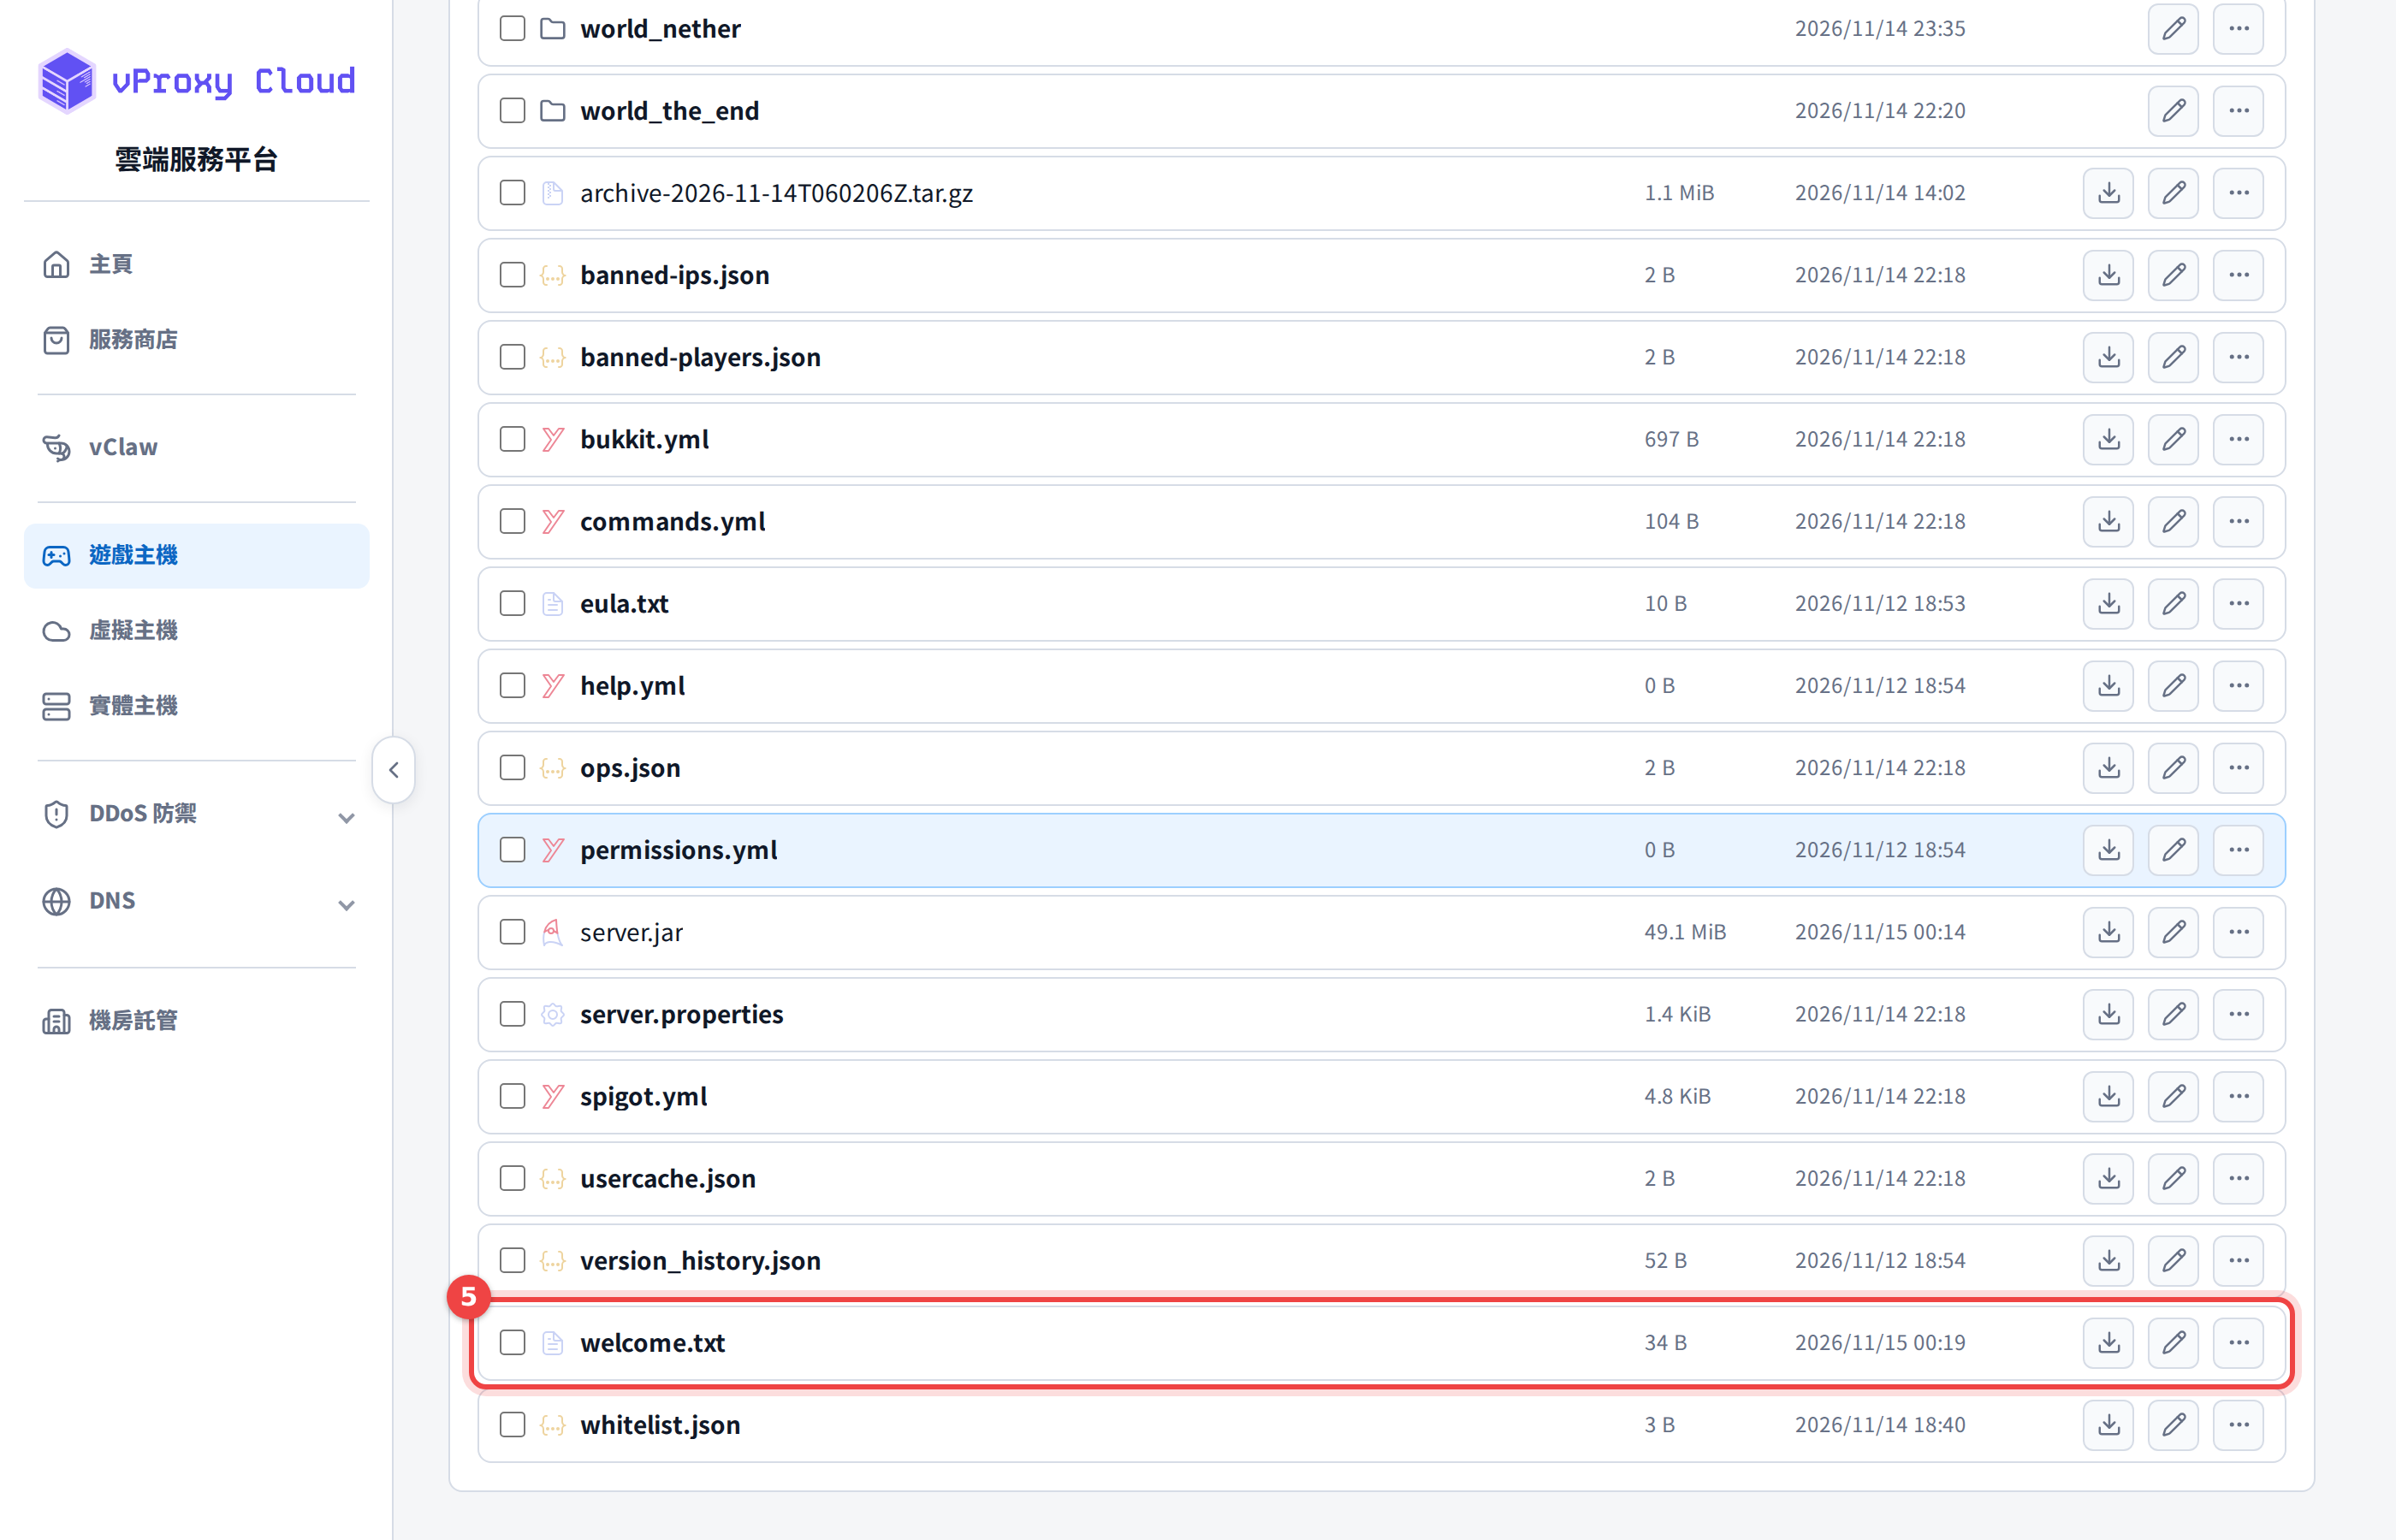 vProxy Cloud
雲端服務平台
主頁
服務商店
vClaw
遊戲主機
虛擬主機
實體主機
DDoS 防禦
DNS
機房託管
world_nether 2026/11/14 23:35
world_the_end 2026/11/14 22:20
archive-2026-11-14T060206Z.tar.gz 1.1 MiB 2026/11/14 14:02
banned-ips.json 2 B 2026/11/14 22:18
banned-players.json 2 B 2026/11/14 22:18
bukkit.yml 697 B 2026/11/14 22:18
commands.yml 104 B 2026/11/14 22:18
eula.txt 10 B 2026/11/12 18:53
help.yml 0 B 2026/11/12 18:54
ops.json 2 B 2026/11/14 22:18
permissions.yml 0 B 2026/11/12 18:54
server.jar 49.1 MiB 2026/11/15 00:14
server.properties 1.4 KiB 2026/11/14 22:18
spigot.yml 4.8 KiB 2026/11/14 22:18
usercache.json 2 B 2026/11/14 22:18
version_history.json 52 B 2026/11/12 18:54
5
welcome.txt 34 B 2026/11/15 00:19
whitelist.json 3 B 2026/11/14 18:40